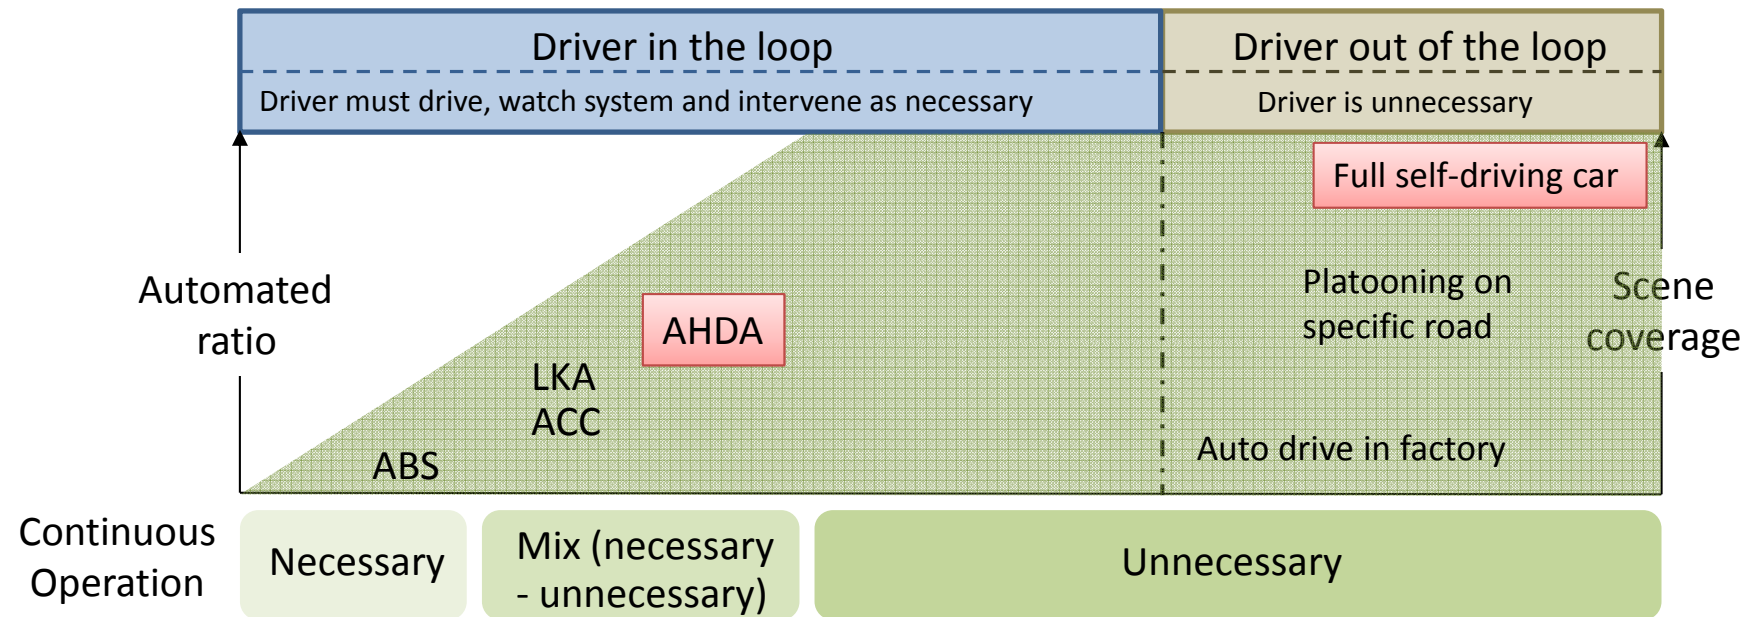 Driver in the loop
Driver out of the loop
Driver must drive, watch system and intervene as necessary
Driver is unnecessary
Full self-driving car
Automated
ratio
AHDA
Platooning on
specific road
Scene
coverage
LKA
ACC
ABS
Auto drive in factory
Continuous
Operation
Necessary
Mix (necessary
- unnecessary)
Unnecessary